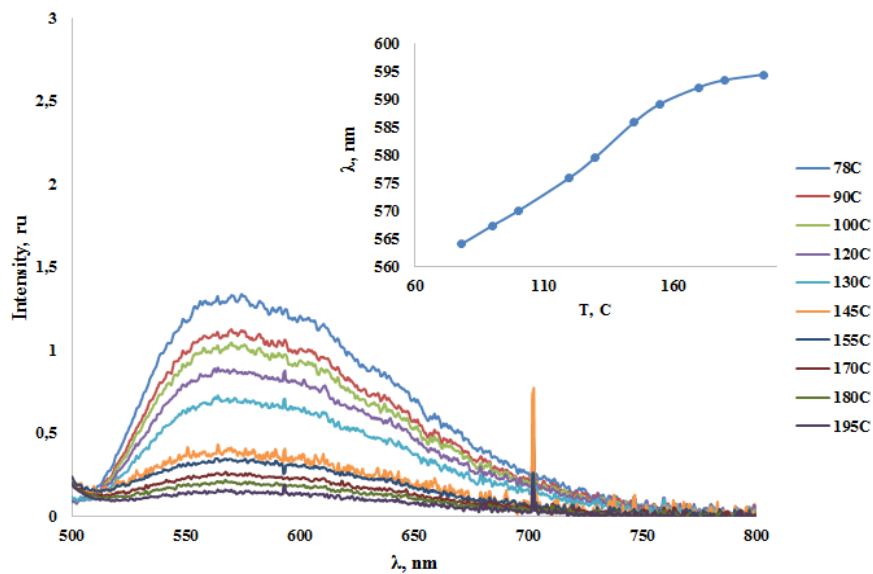 3
2,5
2
1,5
1
0,5
0
500
550
600
650
700
750
800
Intensity, ru
λ, nm
600
595
590
585
580
575
570
565
560
60
110
160
λ, nm
T, C
78C
90C
100C
120C
130C
145C
155C
170C
180C
195C